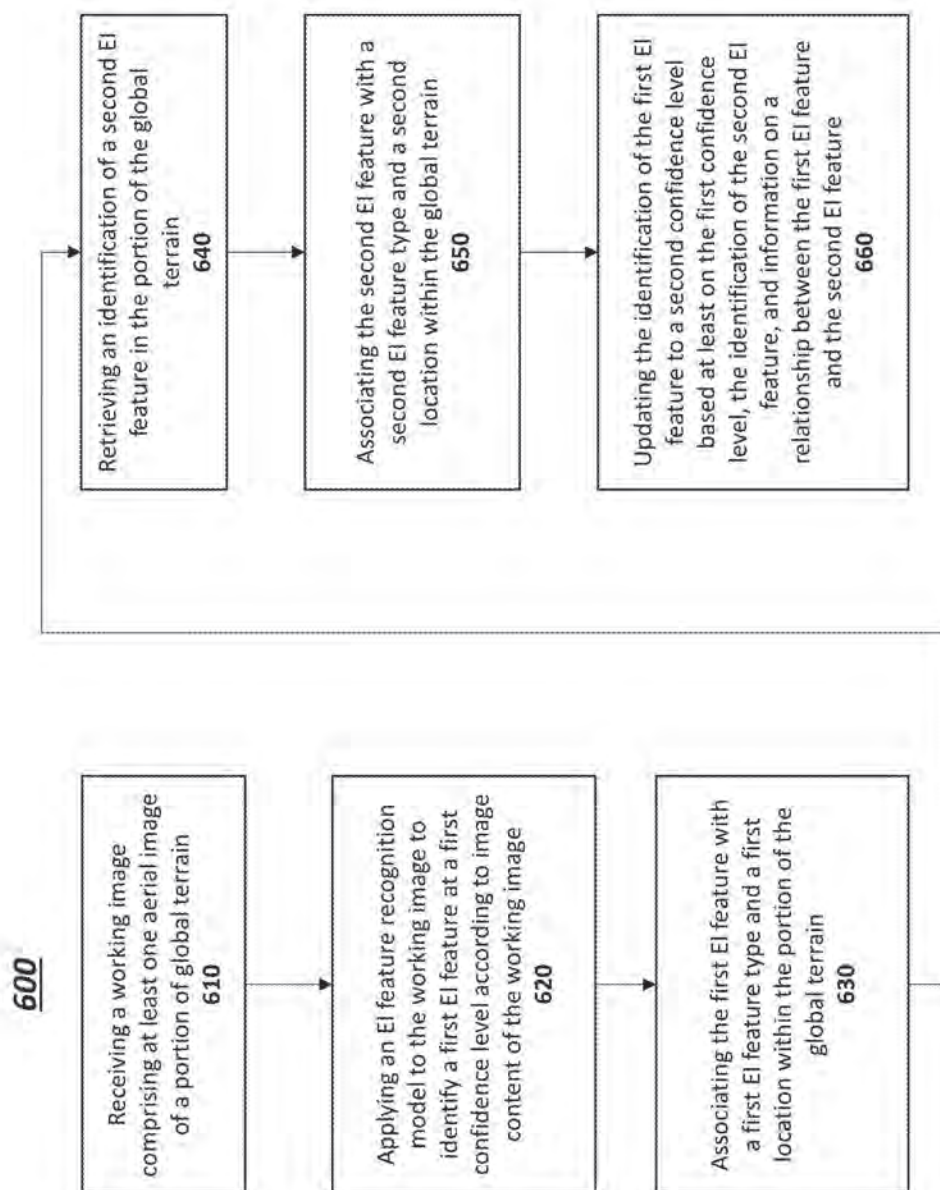 600
Receiving a working image
comprising at least one aerial image
of a portion of global terrain
610
Applying an EI feature recognition
model to the working image to
identify a first EI feature at a first
confidence level according to image
content of the working image
620
Associating the first EI feature with
a first EI feature type and a first
location within the portion of the
global terrain
630
Retrieving an identification of a second EI
feature in the portion of the global
terrain
640
Associating the second EI feature with a
second EI feature type and a second
location within the global terrain
650
Updating the identification of the first EI
feature to a second confidence level
based at least on the first confidence
level, the identification of the second EI
feature, and information on a
relationship between the first EI feature
and the second EI feature
660